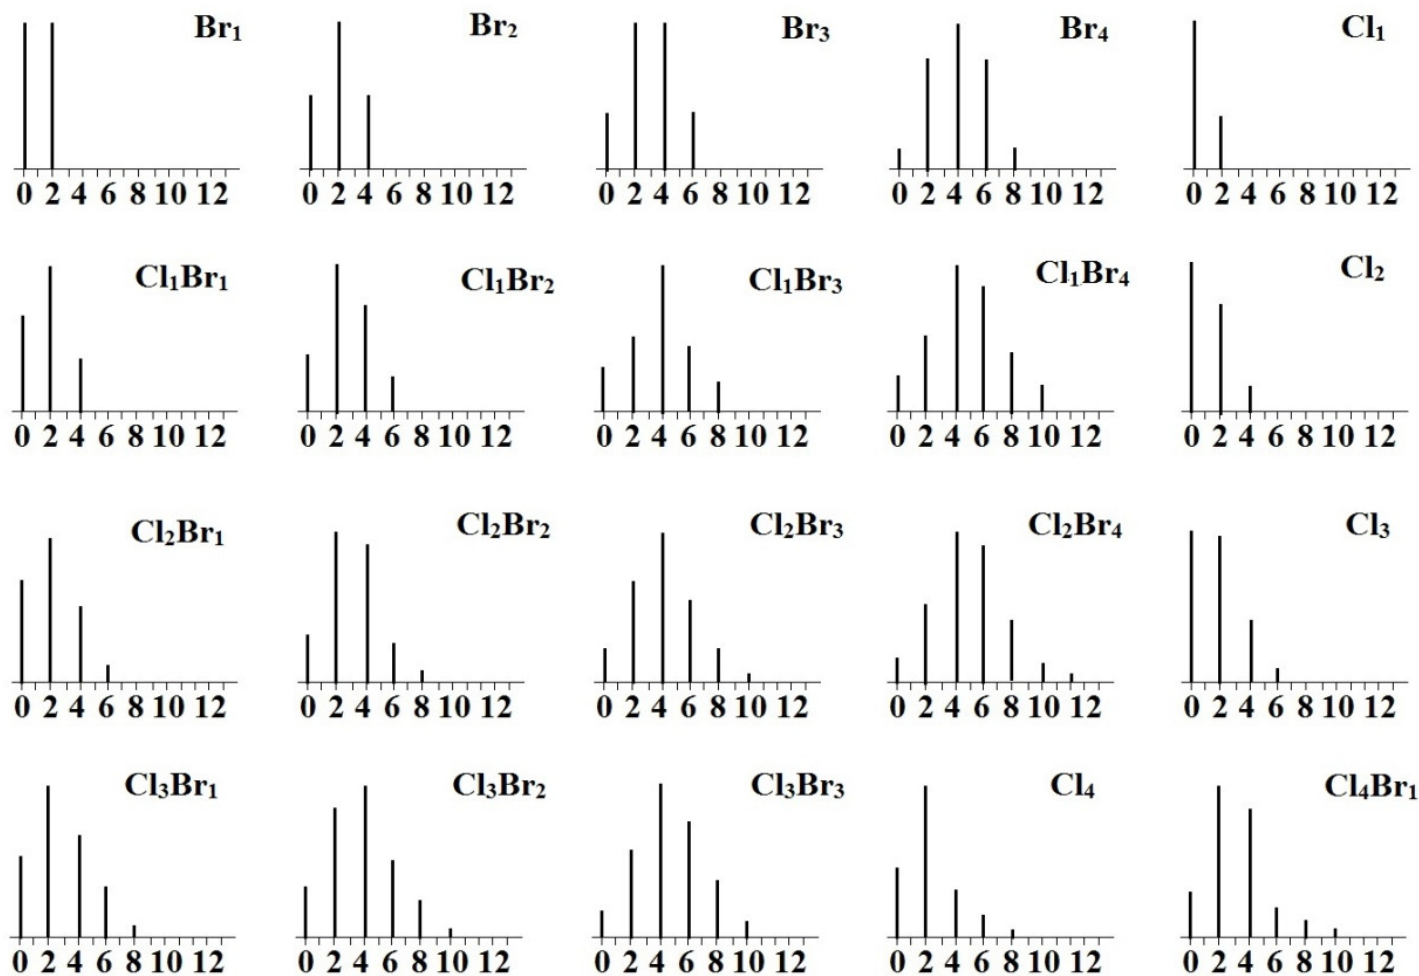 Br₁ Br₂ Br₃ Br₄ Cl₁
0 2 4 6 8 10 12 0 2 4 6 8 10 12 0 2 4 6 8 10 12 0 2 4 6 8 10 12 0 2 4 6 8 10 12
Cl₁Br₁ Cl₁Br₂ Cl₁Br₃ Cl₁Br₄ Cl₂
0 2 4 6 8 10 12 0 2 4 6 8 10 12 0 2 4 6 8 10 12 0 2 4 6 8 10 12 0 2 4 6 8 10 12
Cl₂Br₁ Cl₂Br₂ Cl₂Br₃ Cl₂Br₄ Cl₃
0 2 4 6 8 10 12 0 2 4 6 8 10 12 0 2 4 6 8 10 12 0 2 4 6 8 10 12 0 2 4 6 8 10 12
Cl₃Br₁ Cl₃Br₂ Cl₃Br₃ Cl₄ Cl₄Br₁
0 2 4 6 8 10 12 0 2 4 6 8 10 12 0 2 4 6 8 10 12 0 2 4 6 8 10 12 0 2 4 6 8 10 12